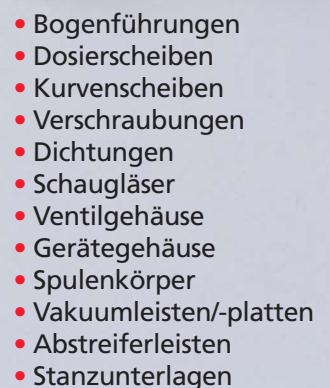 • Bogenführungen
• Dosierscheiben
• Kurvenscheiben
• Verschraubungen
• Dichtungen
• Schaugläser
• Ventilgehäuse
• Gerätegehäuse
• Spulenkörper
• Vakuumleisten/-platten
• Abstreiferleisten
• Stanzunterlagen